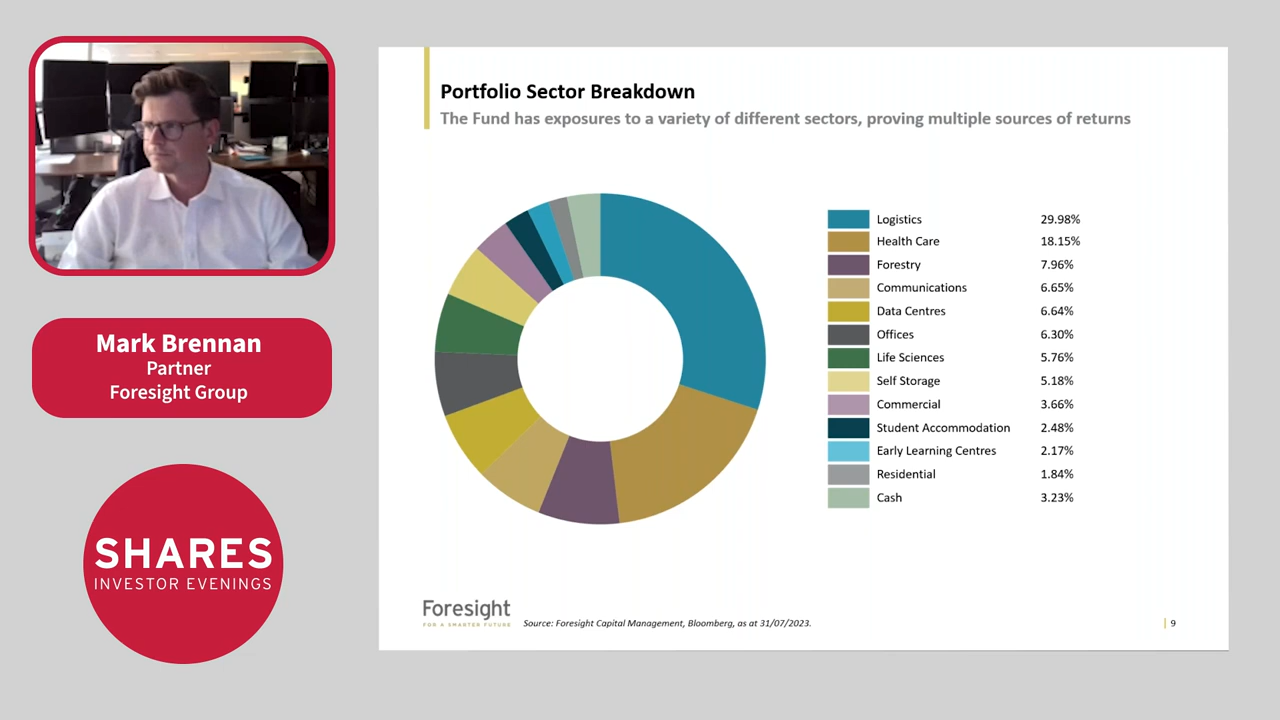 Mark Brennan
Partner
Foresight Group
SHARES
INVESTOR EVENINGS
Portfolio Sector Breakdown
The Fund has exposures to a variety of different sectors, proving multiple sources of returns
Logistics 29.98%
Health Care 18.15%
Forestry 7.96%
Communications 6.65%
Data Centres 6.64%
Offices 6.30%
Life Sciences 5.76%
Self Storage 5.18%
Commercial 3.66%
Student Accommodation 2.48%
Early Learning Centres 2.17%
Residential 1.84%
Cash 3.23%
Foresight
FOR A SMARTER FUTURE
Source: Foresight Capital Management, Bloomberg, as at 31/07/2023.
9